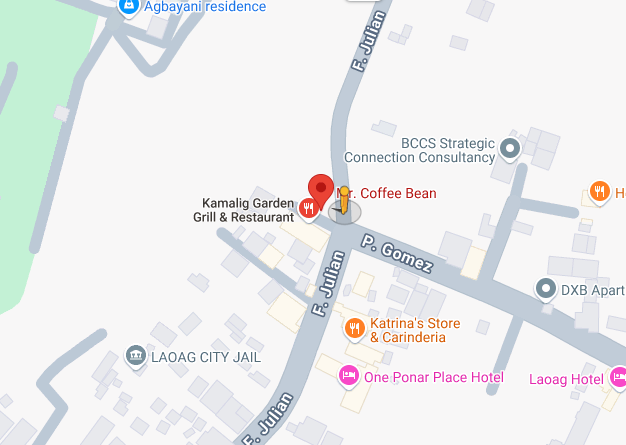 Agbayani residence
F. Julian
BCCS Strategic
Connection Consultancy
Mr. Coffee Bean
Kamalig Garden
Grill & Restaurant
H
P. Gomez
F. Julian
DXB Apart
Katrina's Store
& Carinderia
LAOAG CITY JAIL
One Ponar Place Hotel
Laoag Hotel
F. Julian